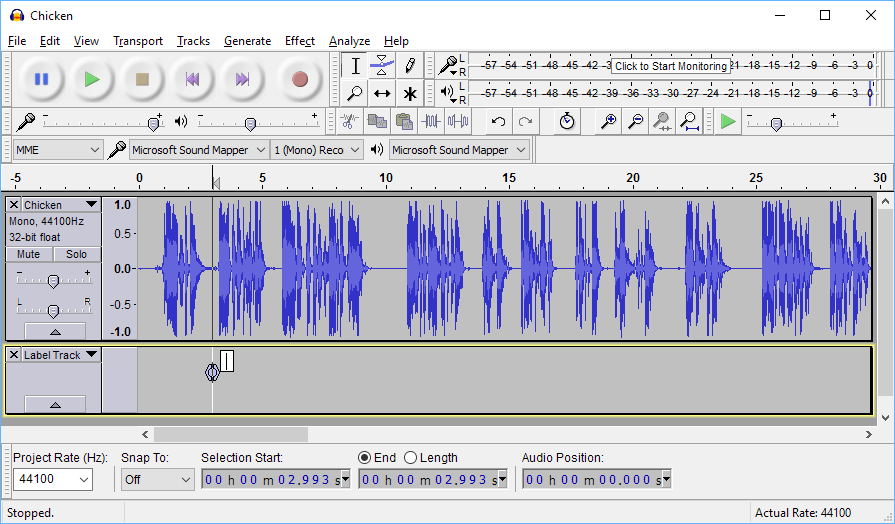 Chicken
File Edit View Transport Tracks Generate Effect Analyze Help
L
R
-57 -54 -51 -48 -45 -42 -3 Click to Start Monitoring -21 -18 -15 -12 -9 -6 -3 0
L
R
-57 -54 -51 -48 -45 -42 -39 -36 -33 -30 -27 -24 -21 -18 -15 -12 -9 -6 -3 0
- + - +
- +
MME Microsoft Sound Mapper 1 (Mono) Reco Microsoft Sound Mapper
-5 0 5 10 15 20 25 30
Chicken
Mono, 44100Hz
32-bit float
Mute Solo
- +
L R
1.0
0.5
0.0
-0.5
-1.0
Label Track
Project Rate (Hz): Snap To: Selection Start: End Length Audio Position:
44100 Off 00 h 00 m 02.993 s 00 h 00 m 02.993 s 00 h 00 m 00.000 s
Stopped. Actual Rate: 44100